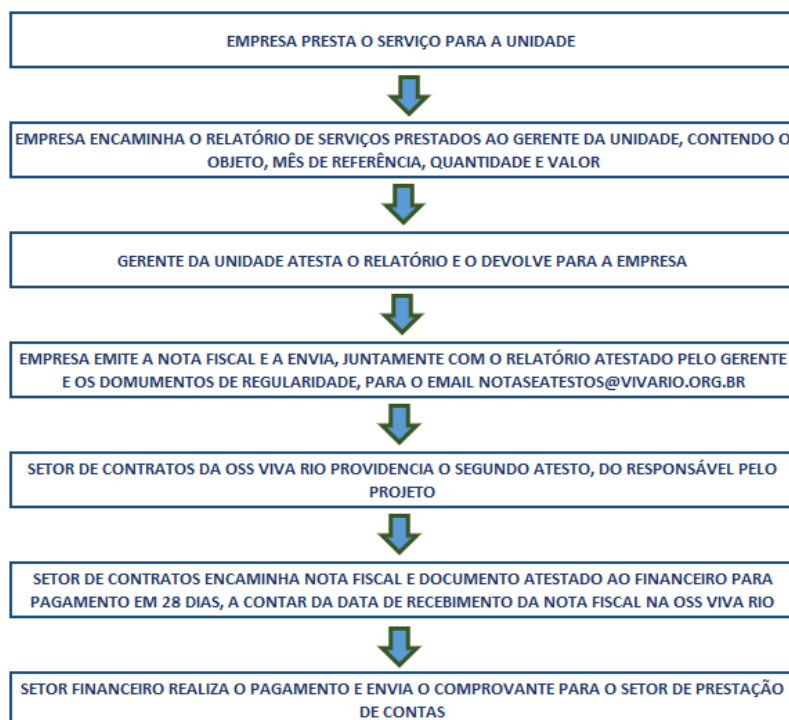 EMPRESA PRESTA O SERVIÇO PARA A UNIDADE
EMPRESA ENCAMINHA O RELATÓRIO DE SERVIÇOS PRESTADOS AO GERENTE DA UNIDADE, CONTENDO O
OBJETO, MÊS DE REFERÊNCIA, QUANTIDADE E VALOR
GERENTE DA UNIDADE ATESTA O RELATÓRIO E O DEVOLVE PARA A EMPRESA
EMPRESA EMITE A NOTA FISCAL E A ENVIA, JUNTAMENTE COM O RELATÓRIO ATESTADO PELO GERENTE
E OS DOMUMENTOS DE REGULARIDADE, PARA O EMAIL NOTASEATESTOS@VIVARIO.ORG.BR
SETOR DE CONTRATOS DA OSS VIVA RIO PROVIDENCIA O SEGUNDO ATESTO, DO RESPONSÁVEL PELO
PROJETO
SETOR DE CONTRATOS ENCAMINHA NOTA FISCAL E DOCUMENTO ATESTADO AO FINANCEIRO PARA
PAGAMENTO EM 28 DIAS, A CONTAR DA DATA DE RECEBIMENTO DA NOTA FISCAL NA OSS VIVA RIO
SETOR FINANCEIRO REALIZA O PAGAMENTO E ENVIA O COMPROVANTE PARA O SETOR DE PRESTAÇÃO
DE CONTAS